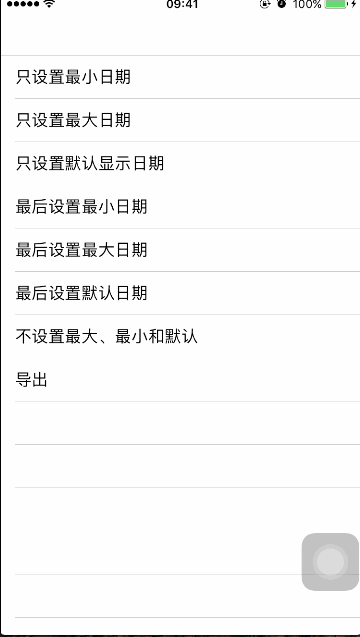 09:41
100%
只设置最小日期
只设置最大日期
只设置默认显示日期
最后设置最小日期
最后设置最大日期
最后设置默认日期
不设置最大、最小和默认
导出